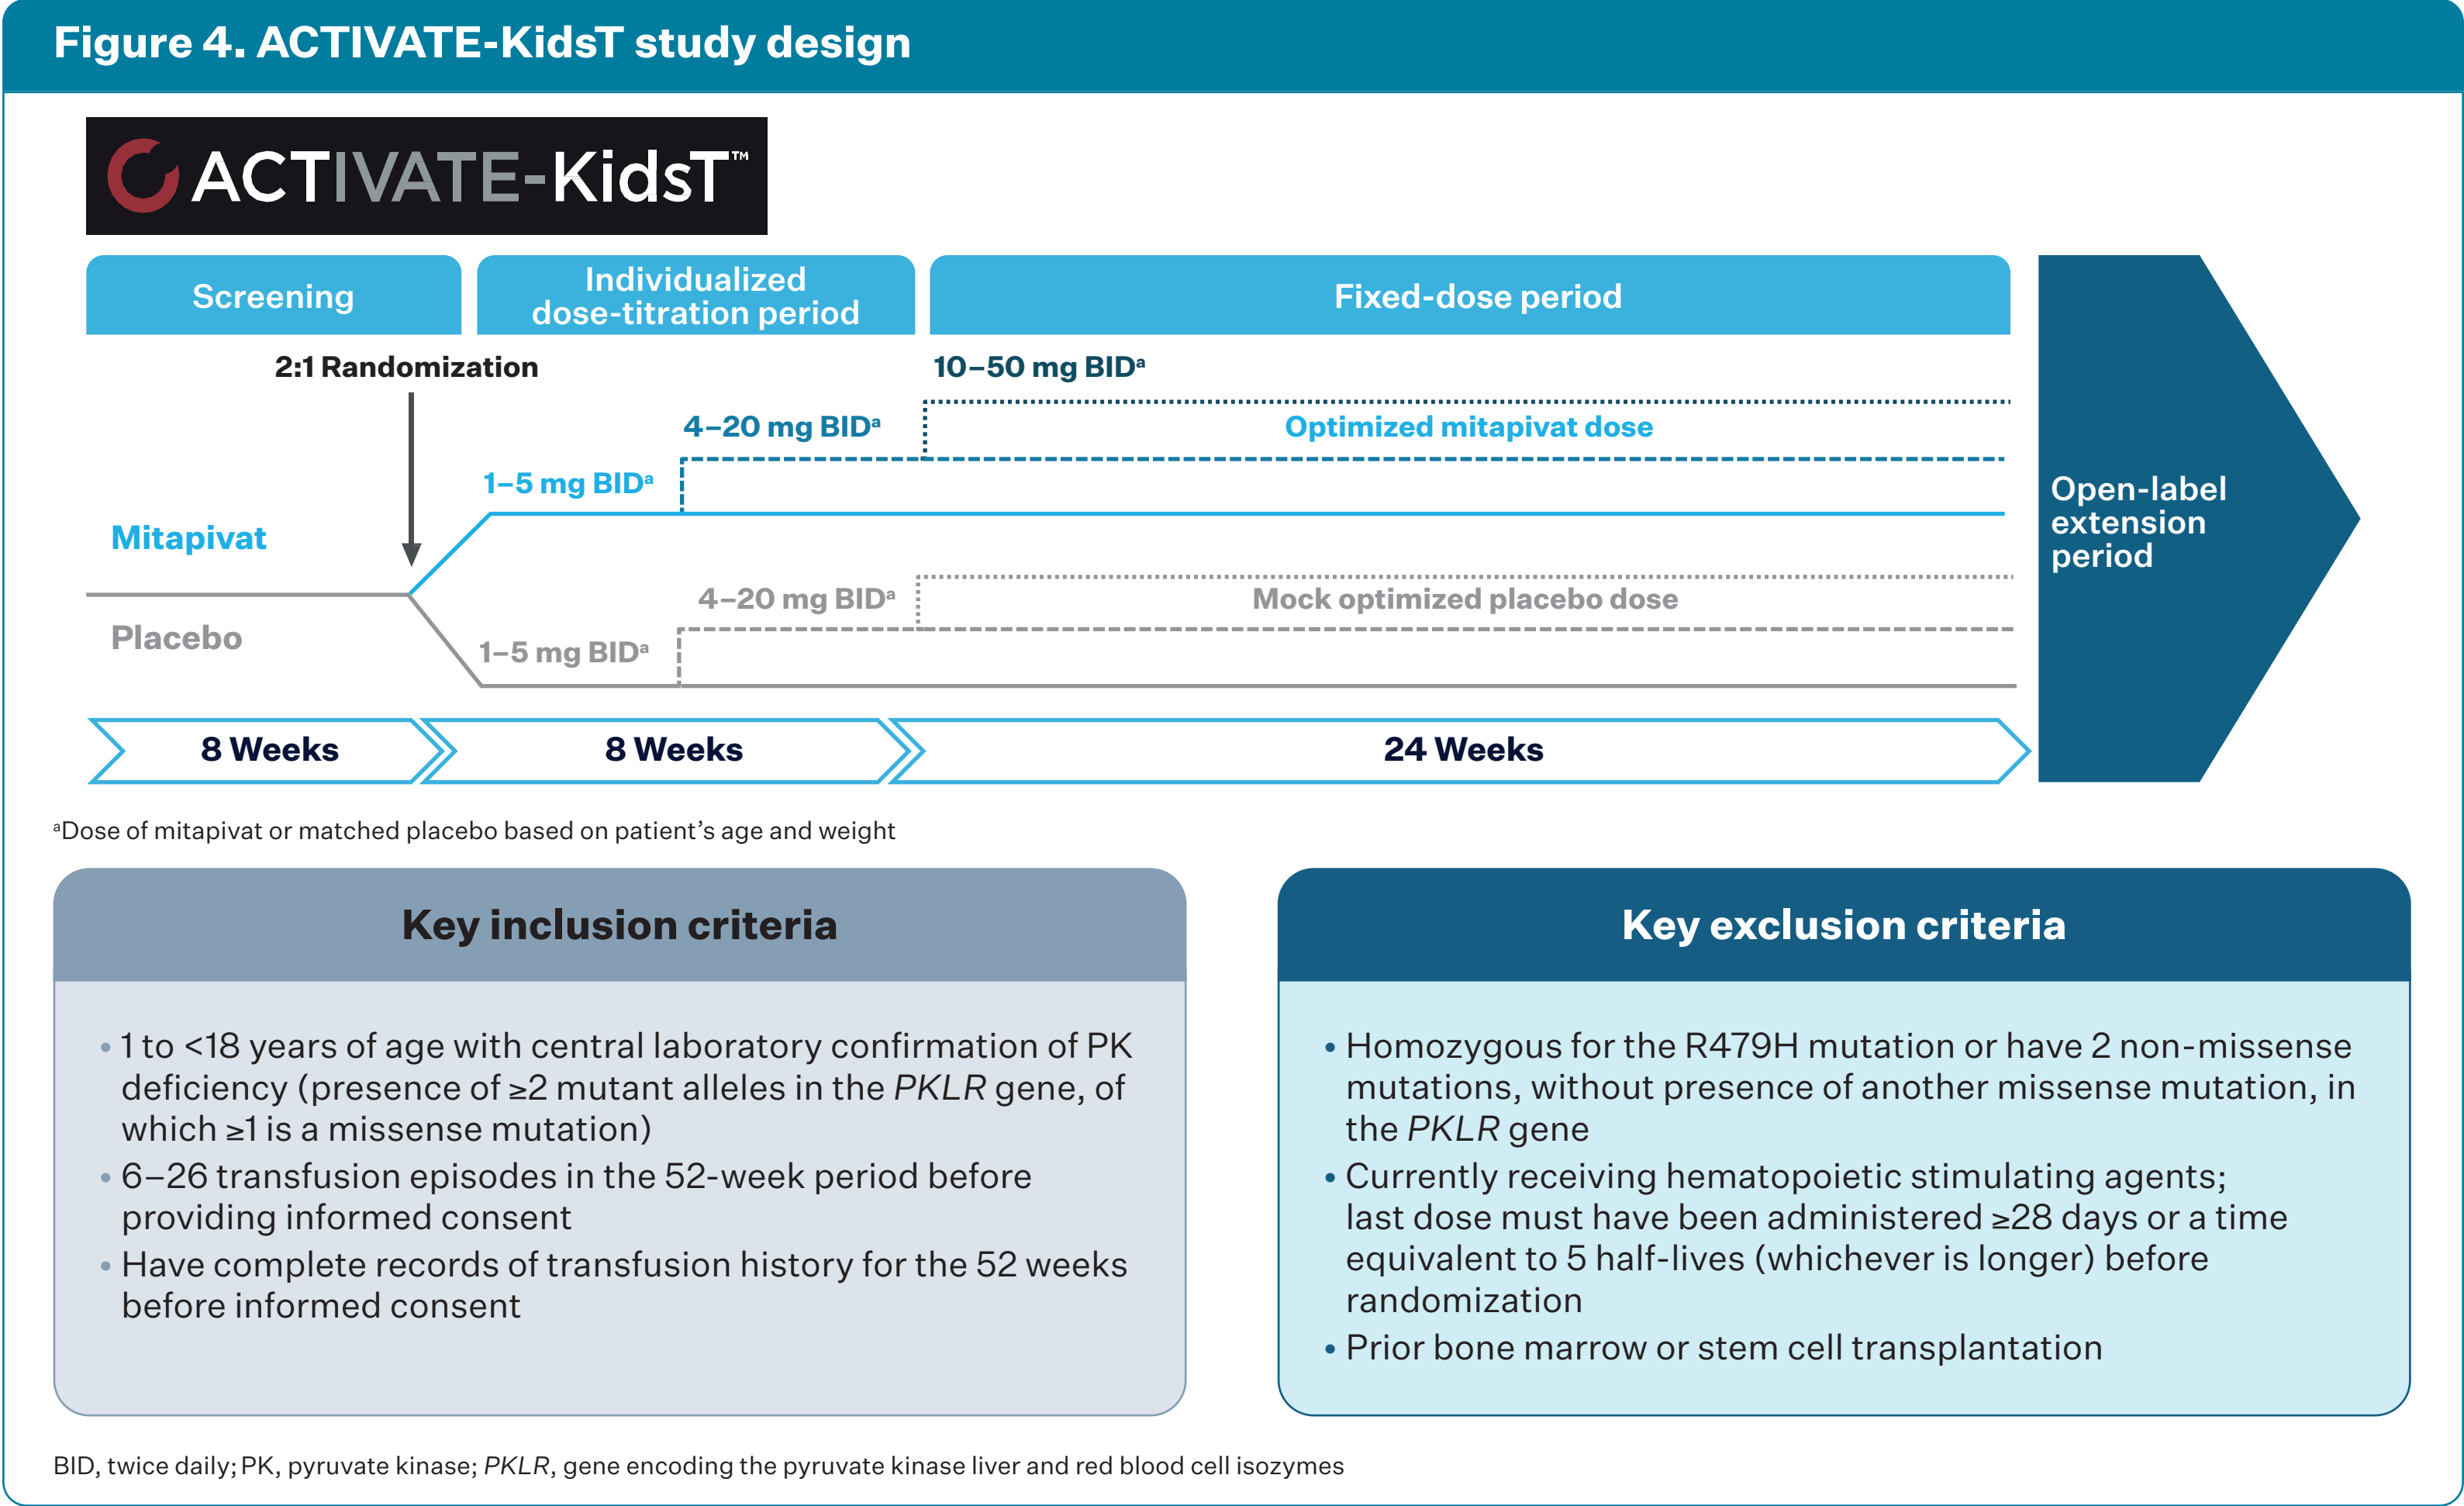 Figure 4. ACTIVATE-KidsT study design
ACTIVATE-KidsT™
Screening
Individualized
dose-titration period
Fixed-dose period
2:1 Randomization
10–50 mg BIDᵃ
4–20 mg BIDᵃ
Optimized mitapivat dose
1–5 mg BIDᵃ
Mitapivat
Open-label
extension
period
4–20 mg BIDᵃ
Mock optimized placebo dose
Placebo
1–5 mg BIDᵃ
8 Weeks
8 Weeks
24 Weeks
ᵃDose of mitapivat or matched placebo based on patient’s age and weight
Key inclusion criteria
• 1 to <18 years of age with central laboratory confirmation of PK
deficiency (presence of ≥2 mutant alleles in the PKLR gene, of
which ≥1 is a missense mutation)
• 6–26 transfusion episodes in the 52-week period before
providing informed consent
• Have complete records of transfusion history for the 52 weeks
before informed consent
Key exclusion criteria
• Homozygous for the R479H mutation or have 2 non-missense
mutations, without presence of another missense mutation, in
the PKLR gene
• Currently receiving hematopoietic stimulating agents;
last dose must have been administered ≥28 days or a time
equivalent to 5 half-lives (whichever is longer) before
randomization
• Prior bone marrow or stem cell transplantation
BID, twice daily; PK, pyruvate kinase; PKLR, gene encoding the pyruvate kinase liver and red blood cell isozymes